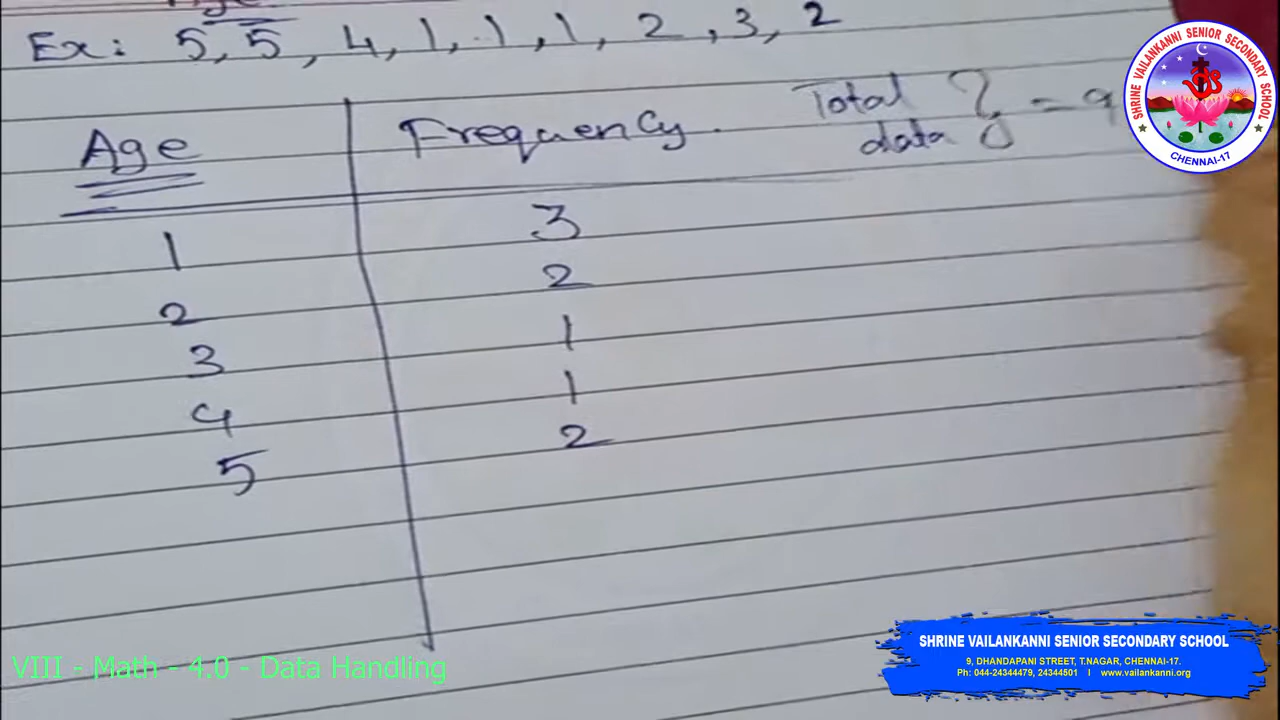 Ex: 5, 5, 4, 1, 1, 1, 2, 3, 2
Age Frequency. Total data } = 9
1 3
2 2
3 1
4 1
5 2
SHRINE VAILANKANNI SENIOR SECONDARY SCHOOL
CHENNAI-17
VIII - Math - 4.0 - Data Handling
SHRINE VAILANKANNI SENIOR SECONDARY SCHOOL
9, DHANDAPANI STREET, T.NAGAR, CHENNAI-17.
Ph: 044-24344479, 24344501 I www.vailankanni.org